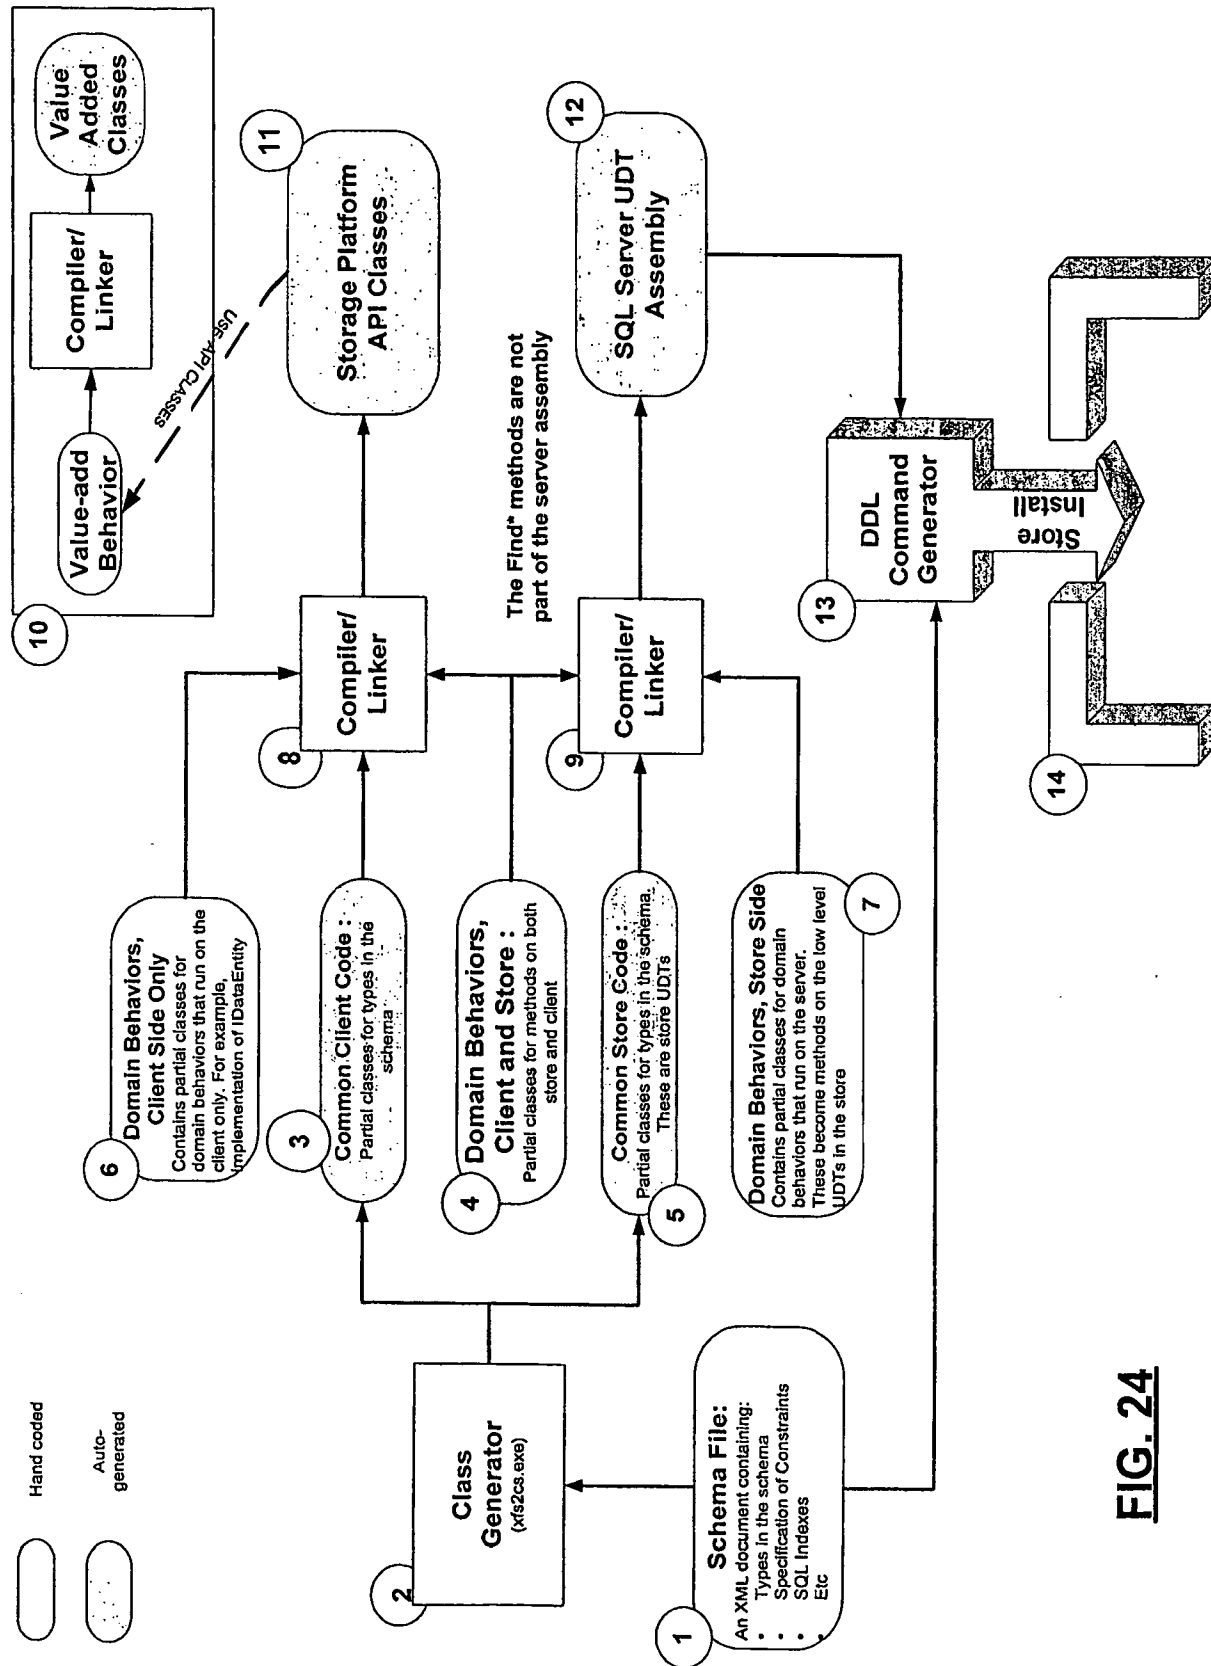 Hand coded
Auto-
generated
1
Schema File:
An XML document containing:
• Types in the schema
• Specification of Constraints
• SQL Indexes
• Etc
2
Class
Generator
(xfs2cs.exe)
6
Domain Behaviors,
Client Side Only
Contains partial classes for
domain behaviors that run on the
client only. For example,
Implementation of IDataEntity
3
Common Client Code :
Partial classes for types in the
schema
4
Domain Behaviors,
Client and Store :
Partial classes for methods on both
store and client
5
Common Store Code :
Partial classes for types in the schema.
These are store UDTs
7
Domain Behaviors, Store Side
Contains partial classes for domain
behaviors that run on the server.
These become methods on the low level
UDTs in the store
8
Compiler/
Linker
9
Compiler/
Linker
The Find* methods are not
part of the server assembly
10
Value-add
Behavior
Compiler/
Linker
Value
Added
Classes
USE API CLASSES
11
Storage Platform
API Classes
12
SQL Server UDT
Assembly
13
DDL
Command
Generator
Store
Install
14
FIG. 24